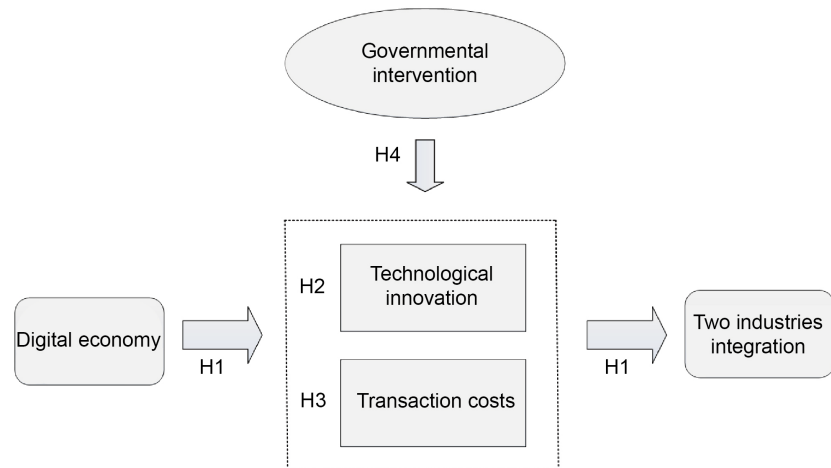 Governmental
intervention
H4
H2
Technological
innovation
Digital economy
H1
Two industries
integration
H1
H3
Transaction costs